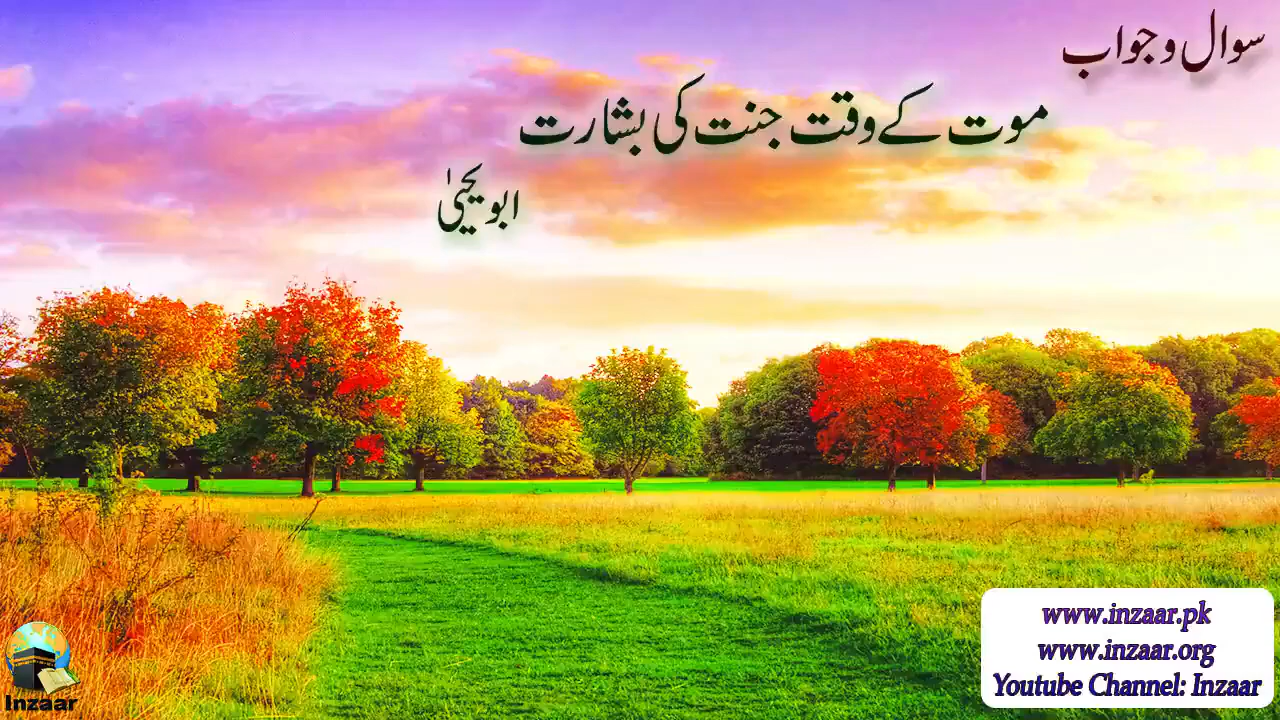 سوال و جواب
موت کے وقت جنت کی بشارت
ابو یحییٰ
www.inzaar.pk
www.inzaar.org
Youtube Channel: Inzaar
Inzaar